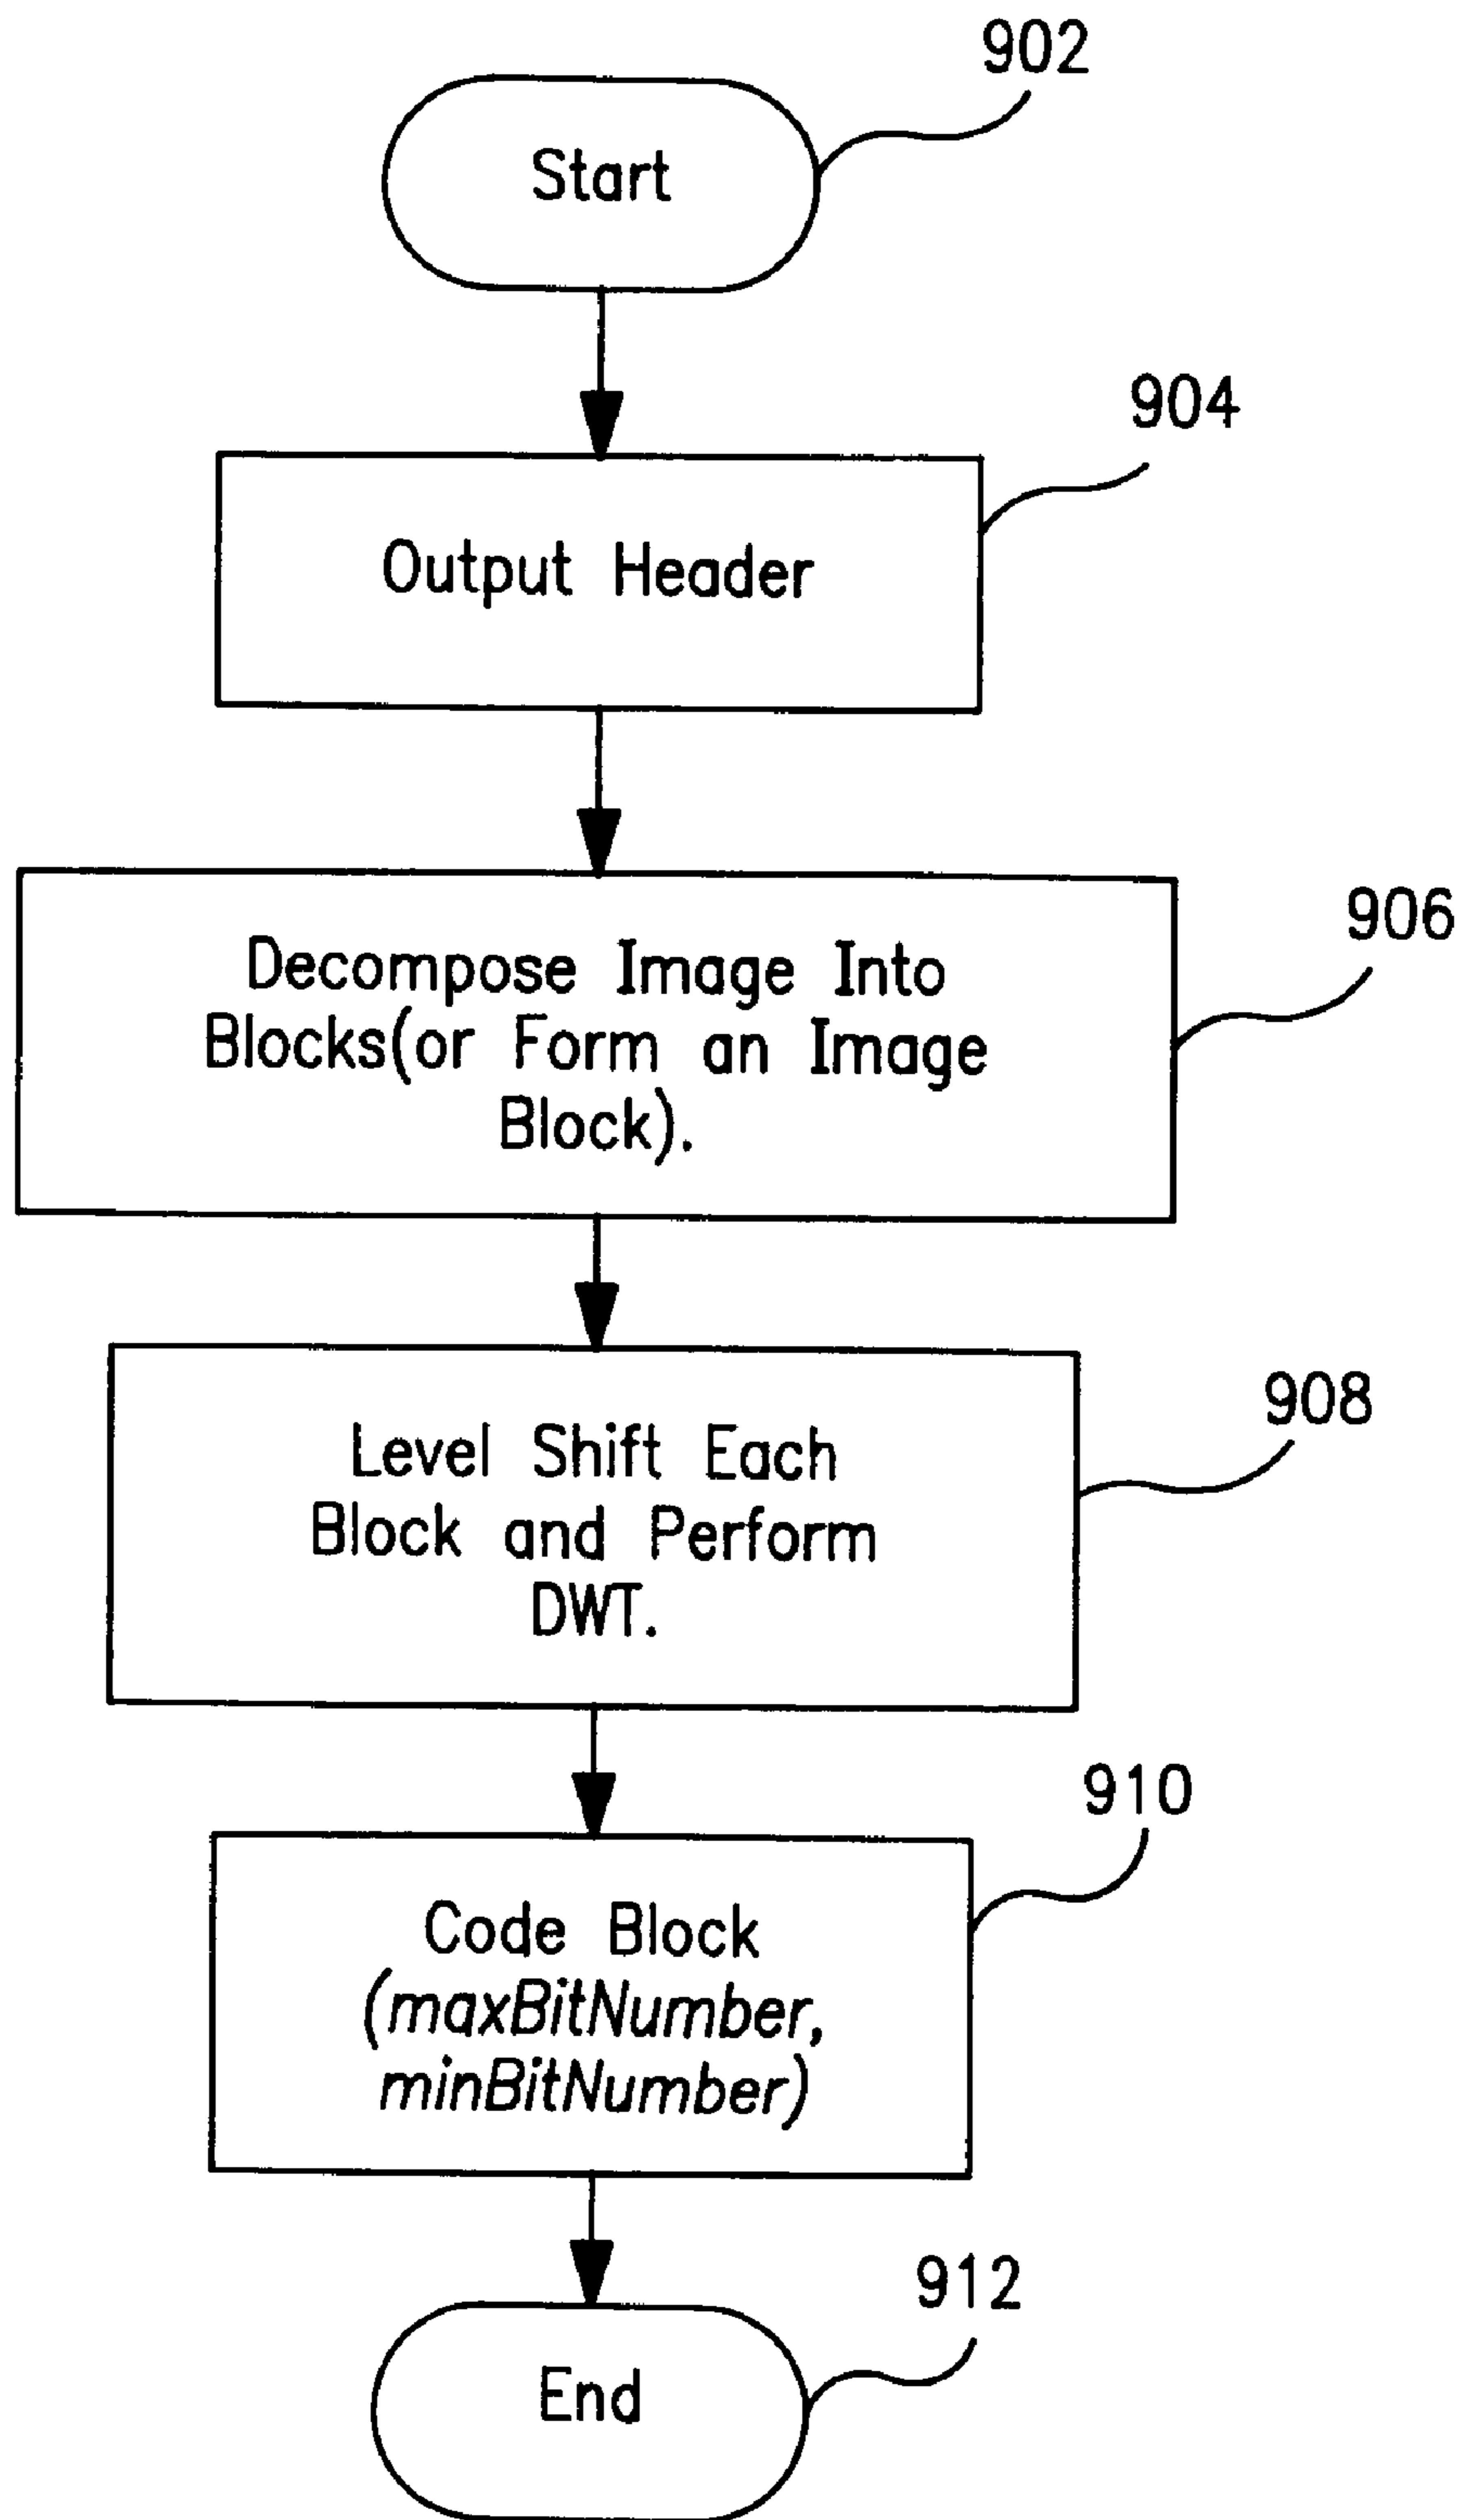 902
Start
904
Output Header
906
Decompose Image Into
Blocks(or Form an Image
Block).
908
Level Shift Each
Block and Perform
DWT.
910
Code Block
(maxBitNumber,
minBitNumber)
912
End